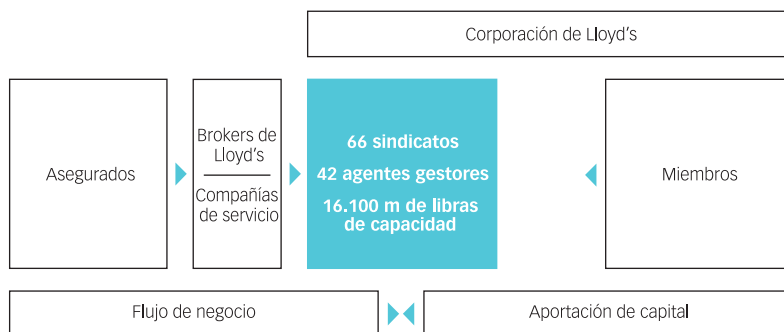 Corporación de Lloyd's
Asegurados
Brokers de
Lloyd's
Compañías
de servicio
66 sindicatos
42 agentes gestores
16.100 m de libras
de capacidad
Miembros
Flujo de negocio
Aportación de capital